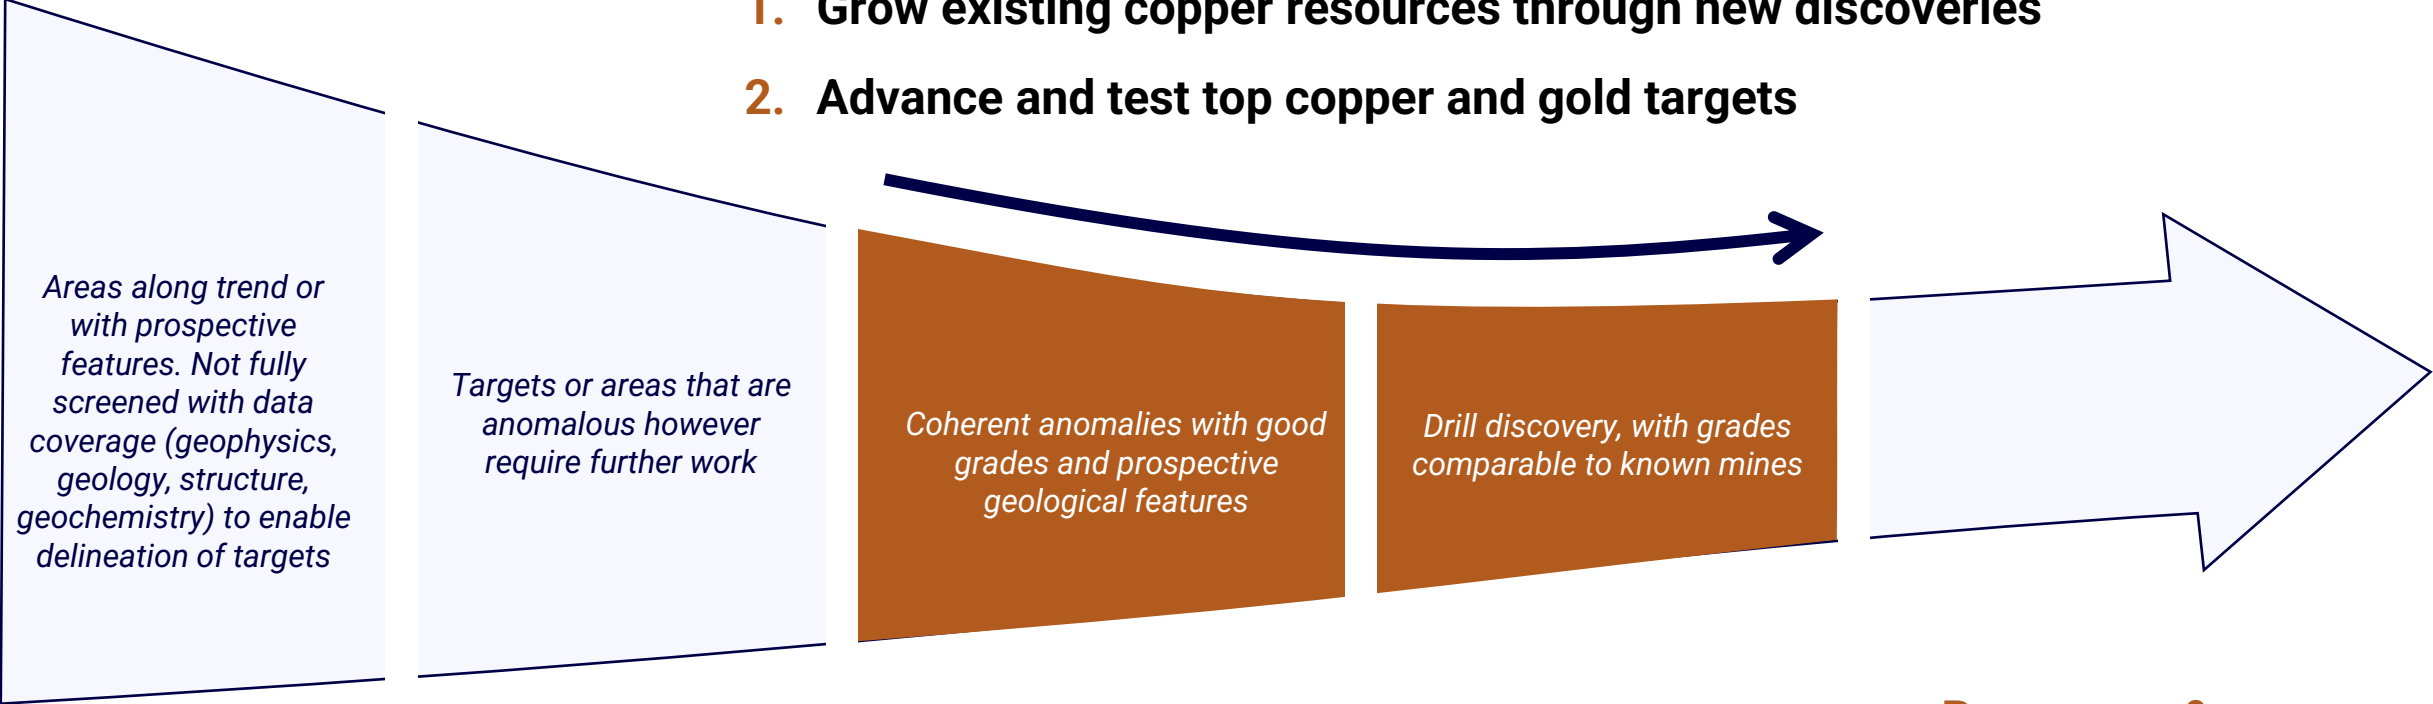 1. Grow existing copper resources through new discoveries
2. Advance and test top copper and gold targets
Areas along trend or
with prospective
features. Not fully
screened with data
coverage (geophysics,
geology, structure,
geochemistry) to enable
delineation of targets
Targets or areas that are
anomalous however
require further work
Coherent anomalies with good
grades and prospective
geological features
Drill discovery, with grades
comparable to known mines